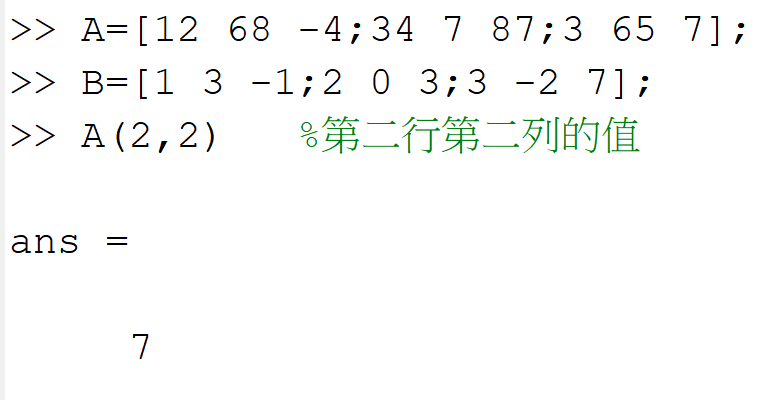 >> A=[12 68 -4;34 7 87;3 65 7];
>> B=[1 3 -1;2 0 3;3 -2 7];
>> A(2,2)   %第二行第二列的值
ans =
7